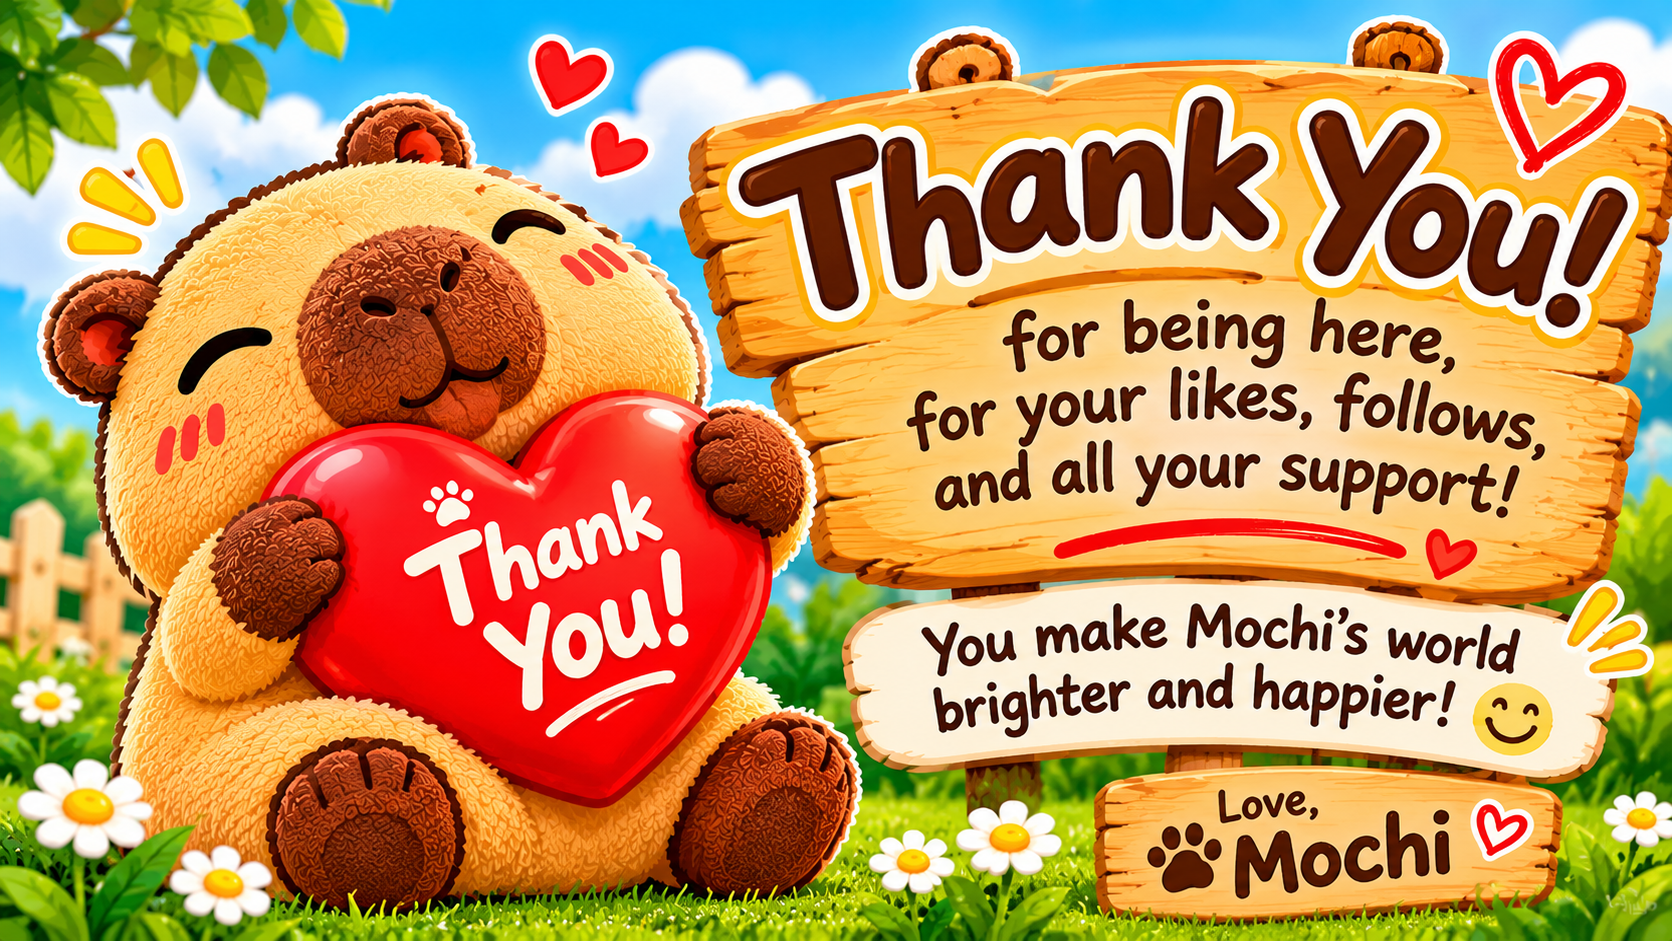 Thank
You!
Thank You!
for being here,
for your likes, follows,
and all your support!
You make Mochi's world
brighter and happier!
Love,
Mochi